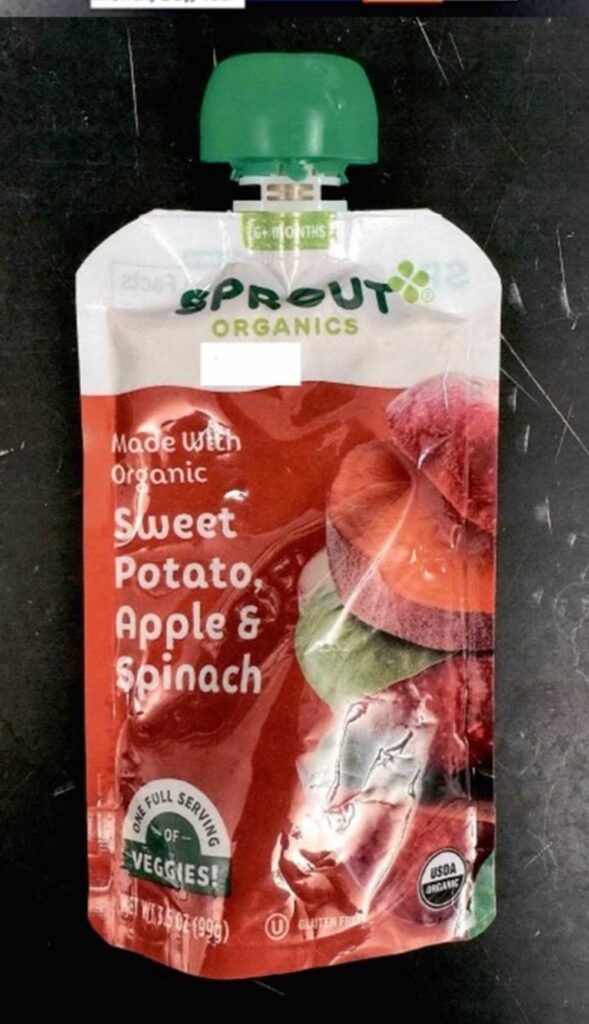 6+ MONTHS
SPROUT®
ORGANICS
Made With
Organic
Sweet
Potato,
Apple &
Spinach
ONE FULL SERVING
OF
VEGGIES!
NET WT. 3.5 OZ (99g)
U
GLUTEN FREE
USDA
ORGANIC